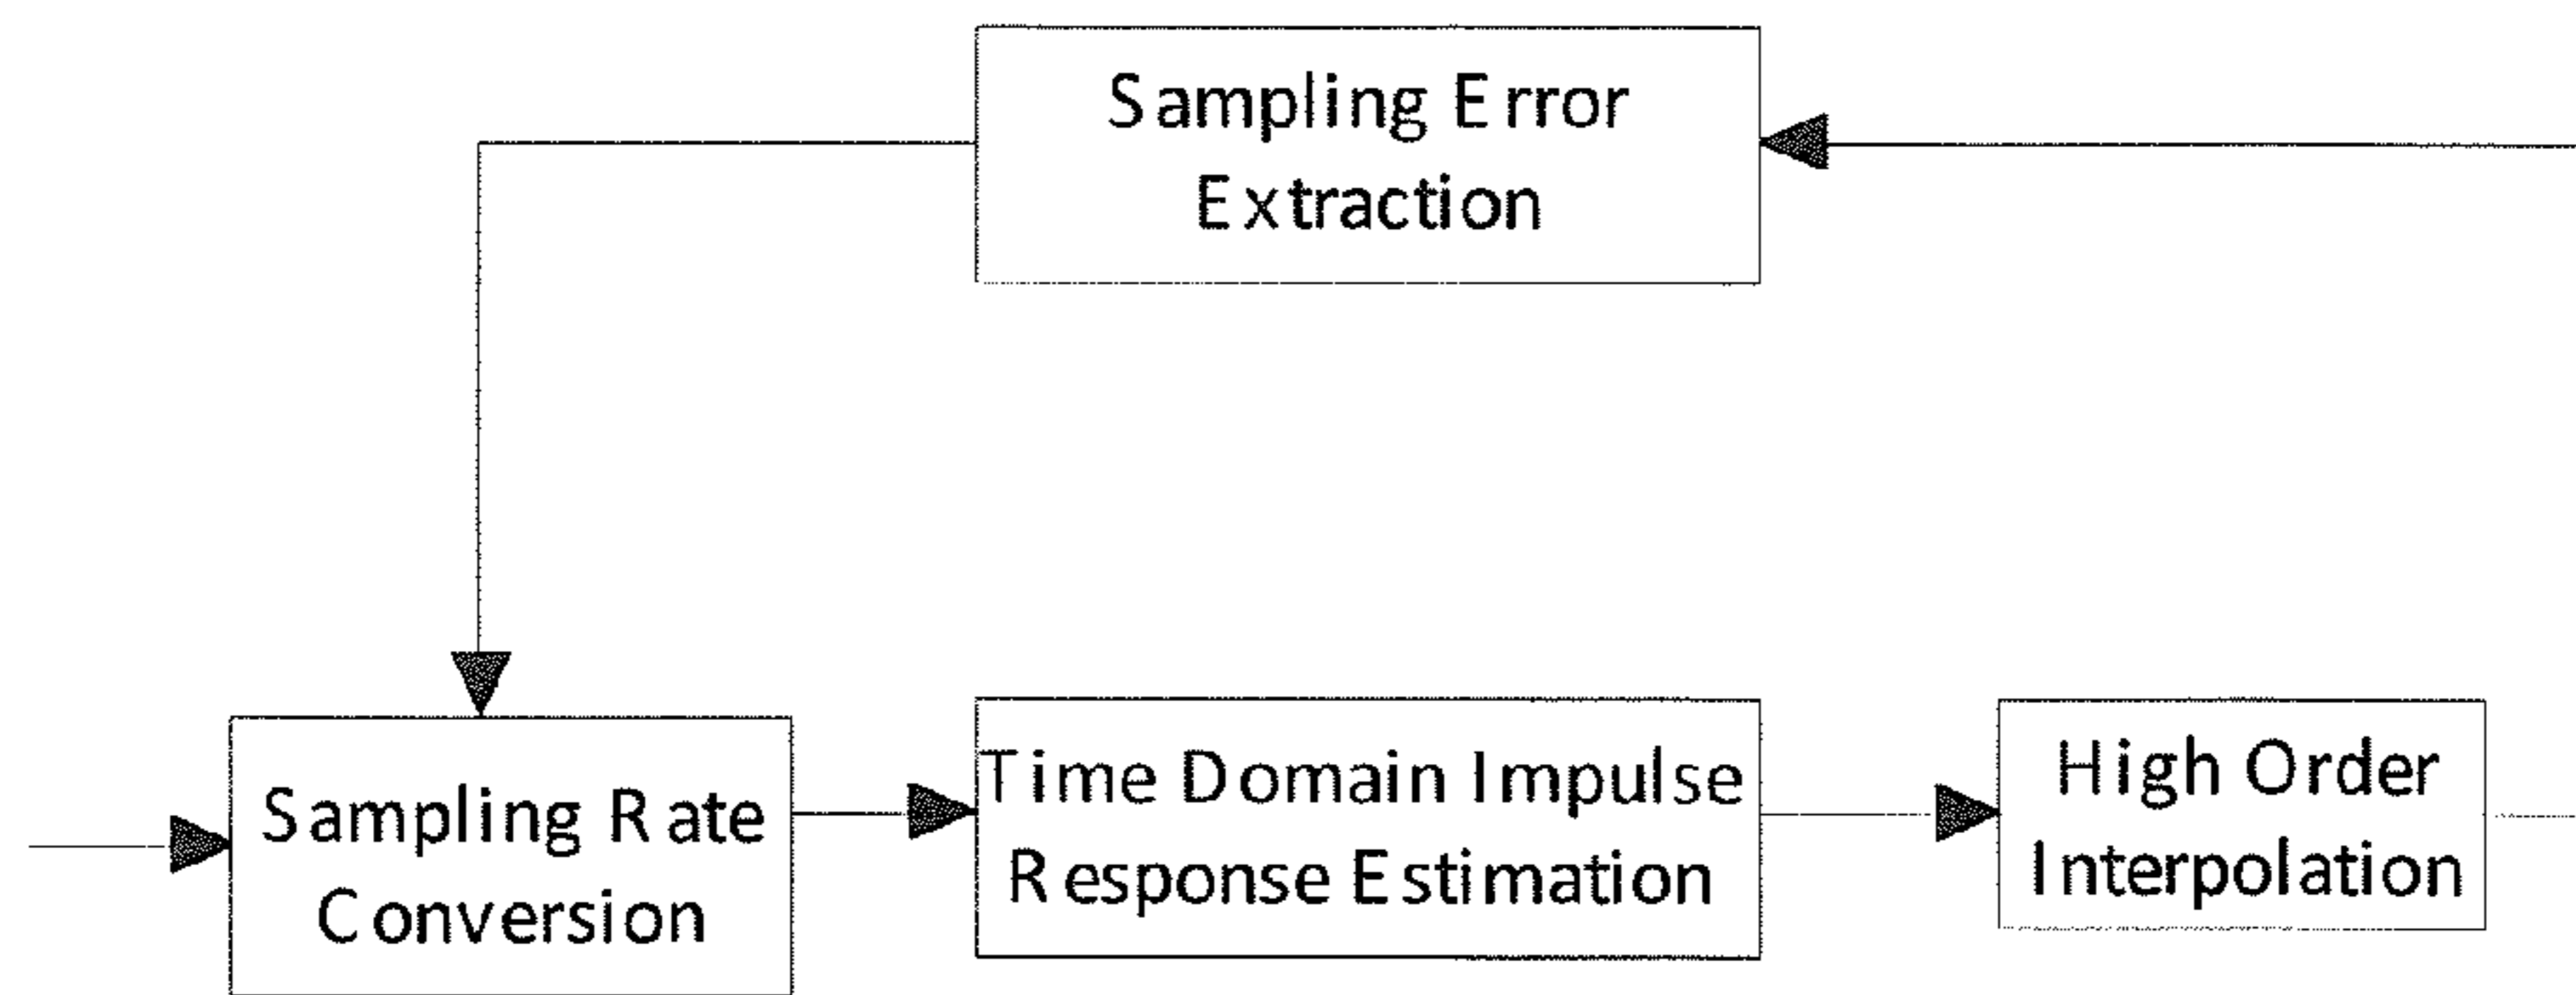 Sampling Error
Extraction
Sampling Rate
Conversion
Time Domain Impulse
Response Estimation
High Order
Interpolation